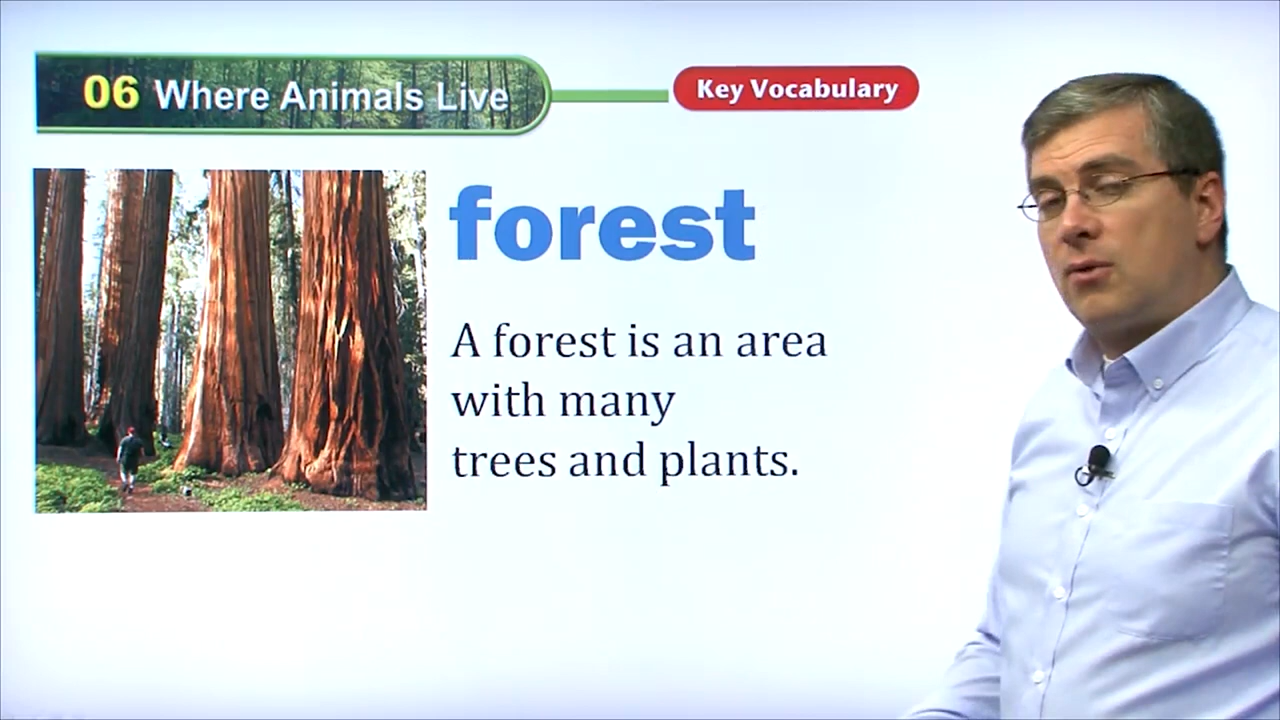 06 Where Animals Live
Key Vocabulary
forest
A forest is an area
with many
trees and plants.